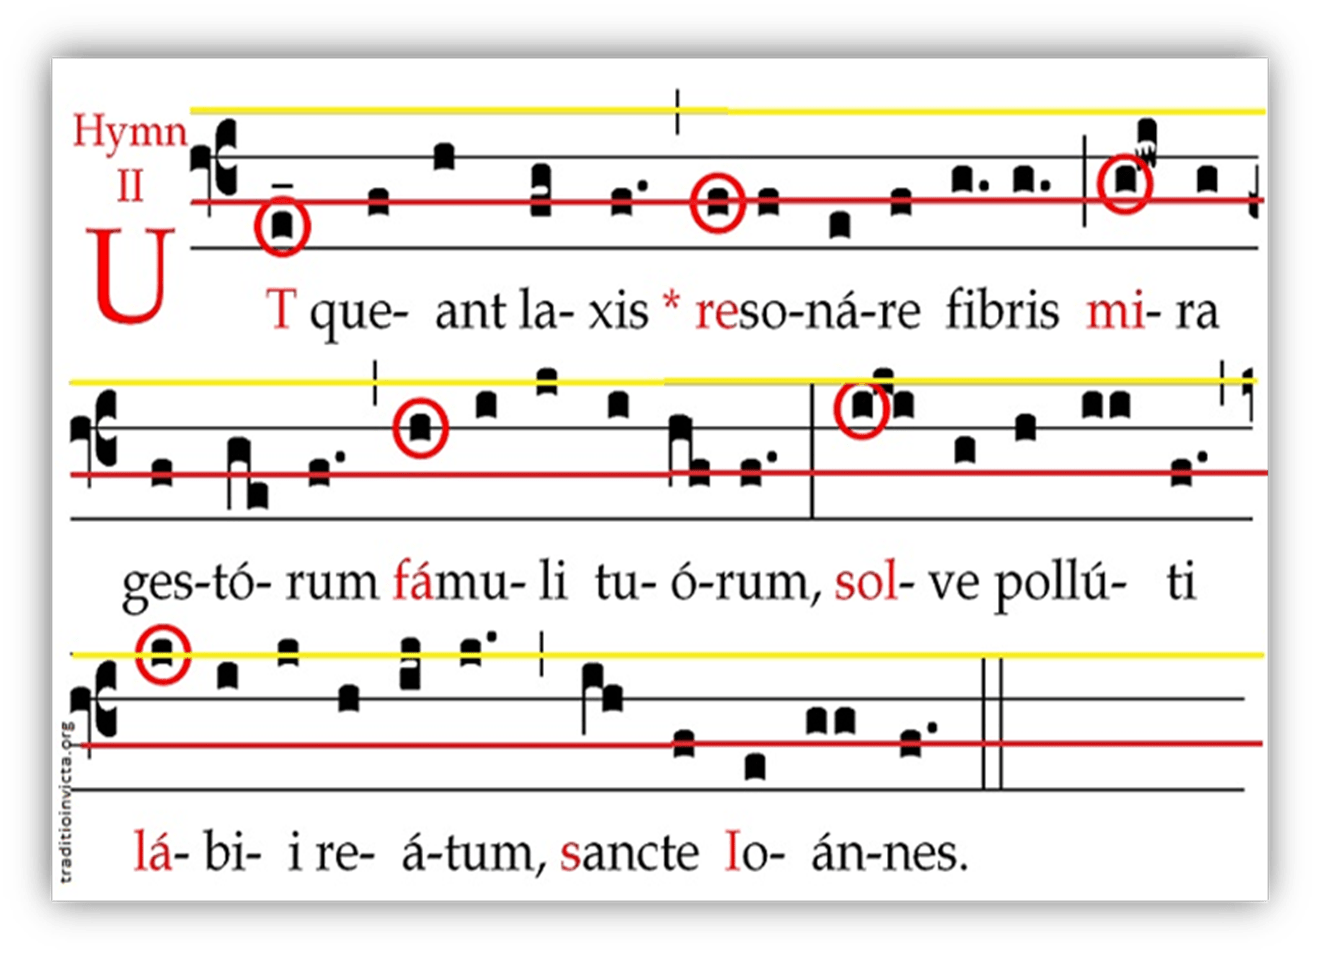 Hymn
II
UT que- ant la- xis * reso-ná-re fibris mi- ra
ges-tó- rum fámu- li tu- ó-rum, sol- ve pollú- ti
lá- bi- i re- á-tum, sancte Io- án-nes.
traditioinvicta.org